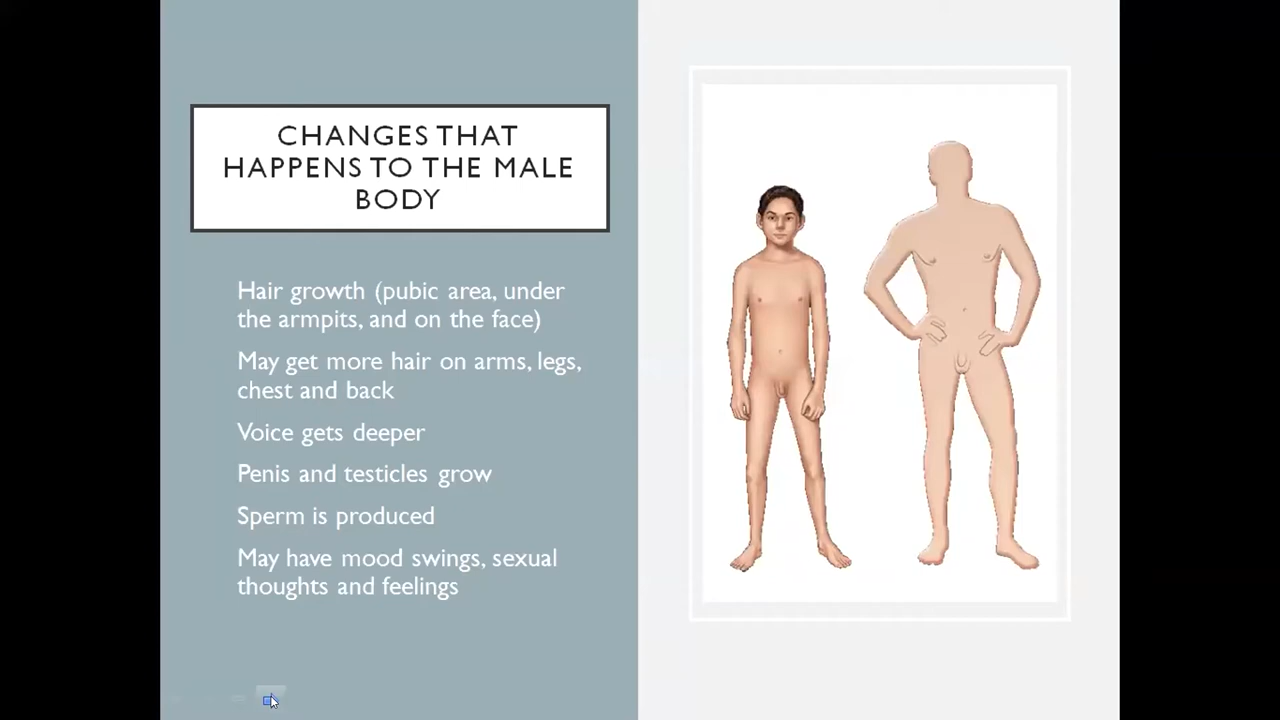 CHANGES THAT
HAPPENS TO THE MALE
BODY
Hair growth (pubic area, under
the armpits, and on the face)
May get more hair on arms, legs,
chest and back
Voice gets deeper
Penis and testicles grow
Sperm is produced
May have mood swings, sexual
thoughts and feelings